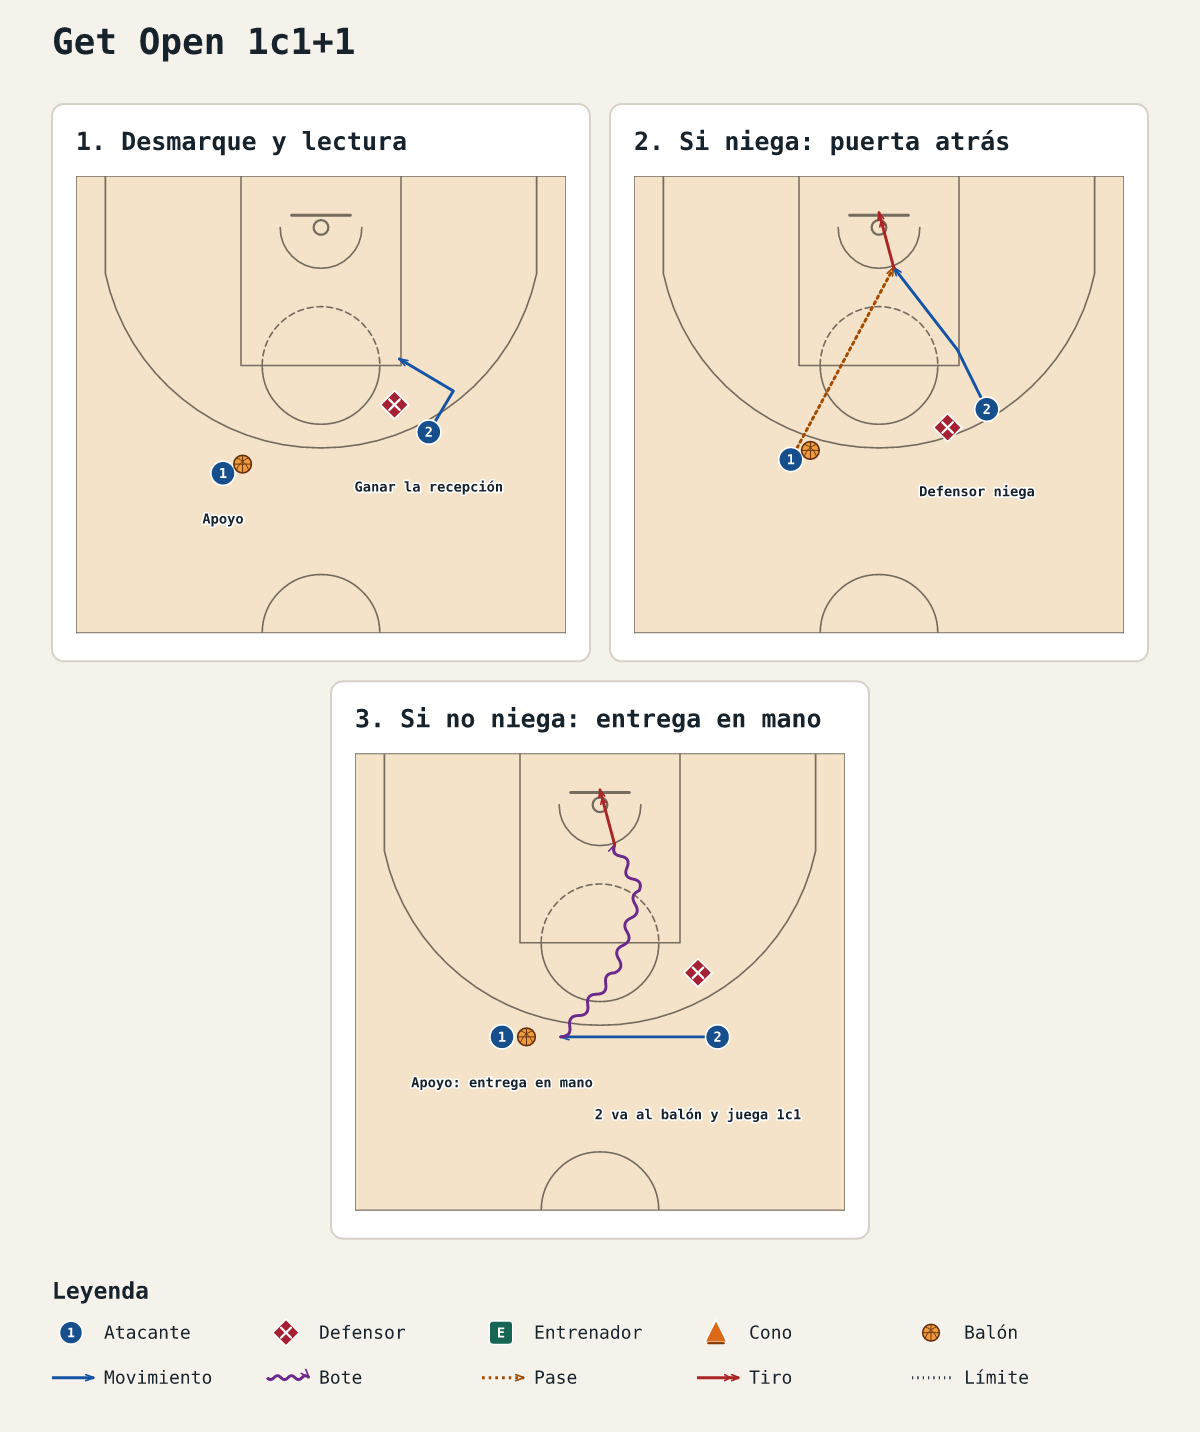 Get Open 1c1+1
1. Desmarque y lectura
2
1
Ganar la recepción
Apoyo
2. Si niega: puerta atrás
2
1
Defensor niega
3. Si no niega: entrega en mano
1
2
Apoyo: entrega en mano
2 va al balón y juega 1c1
Leyenda
1 Atacante
Defensor
E Entrenador
Cono
Balón
Movimiento
Bote
Pase
Tiro
Límite